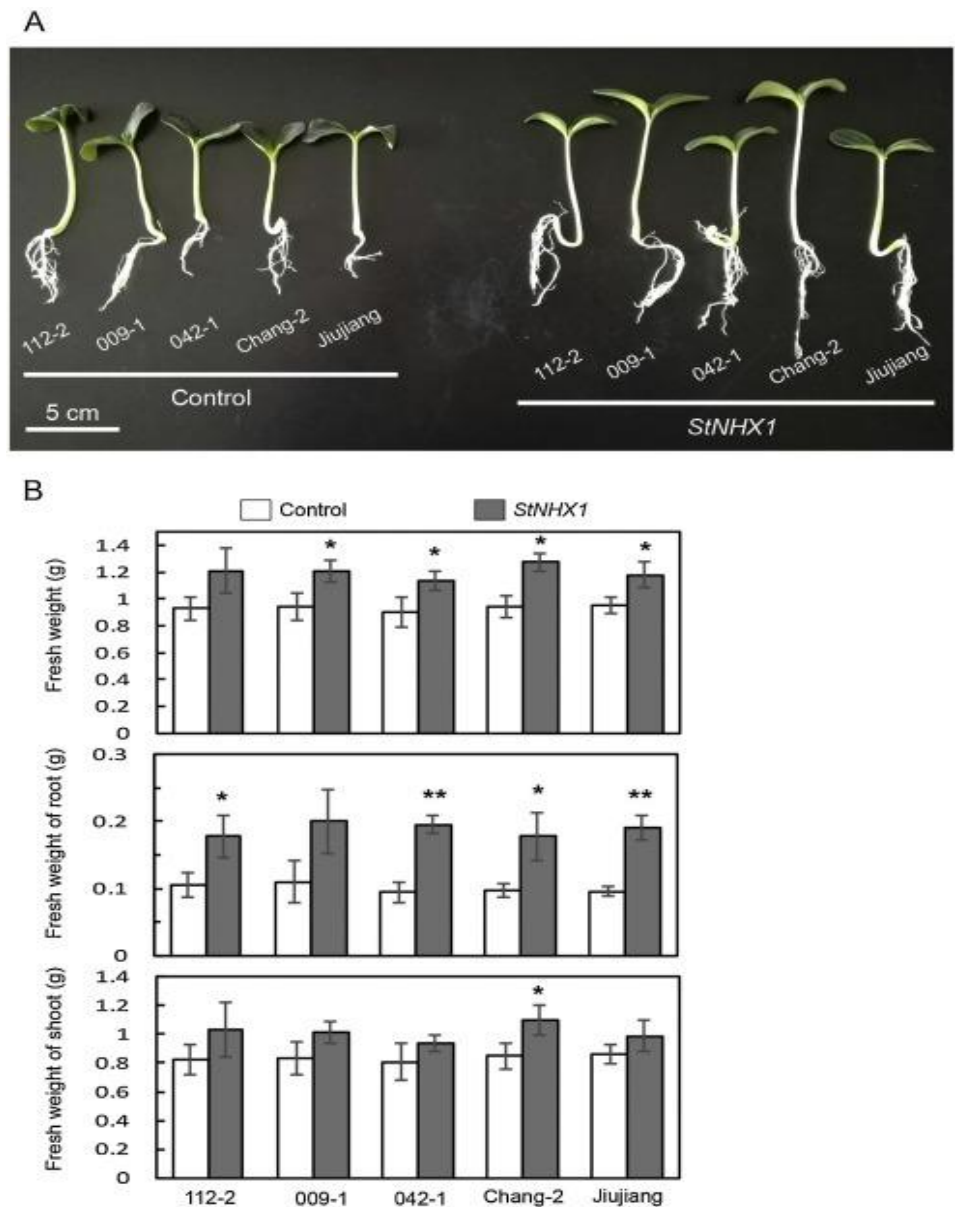 A
112-2
009-1
042-1
Chang-2
Jiujiang
Control
5 cm
112-2
009-1
042-1
Chang-2
Jiujiang
StNHX1
B
Control
StNHX1
Fresh weight (g)
1.4
1.2
1
0.8
0.6
0.4
0.2
0
* * * *
Fresh weight of root (g)
0.3
0.2
0.1
0
* ** * **
Fresh weight of shoot (g)
1.4
1.2
1
0.8
0.6
0.4
0.2
0
*
112-2 009-1 042-1 Chang-2 Jiujiang